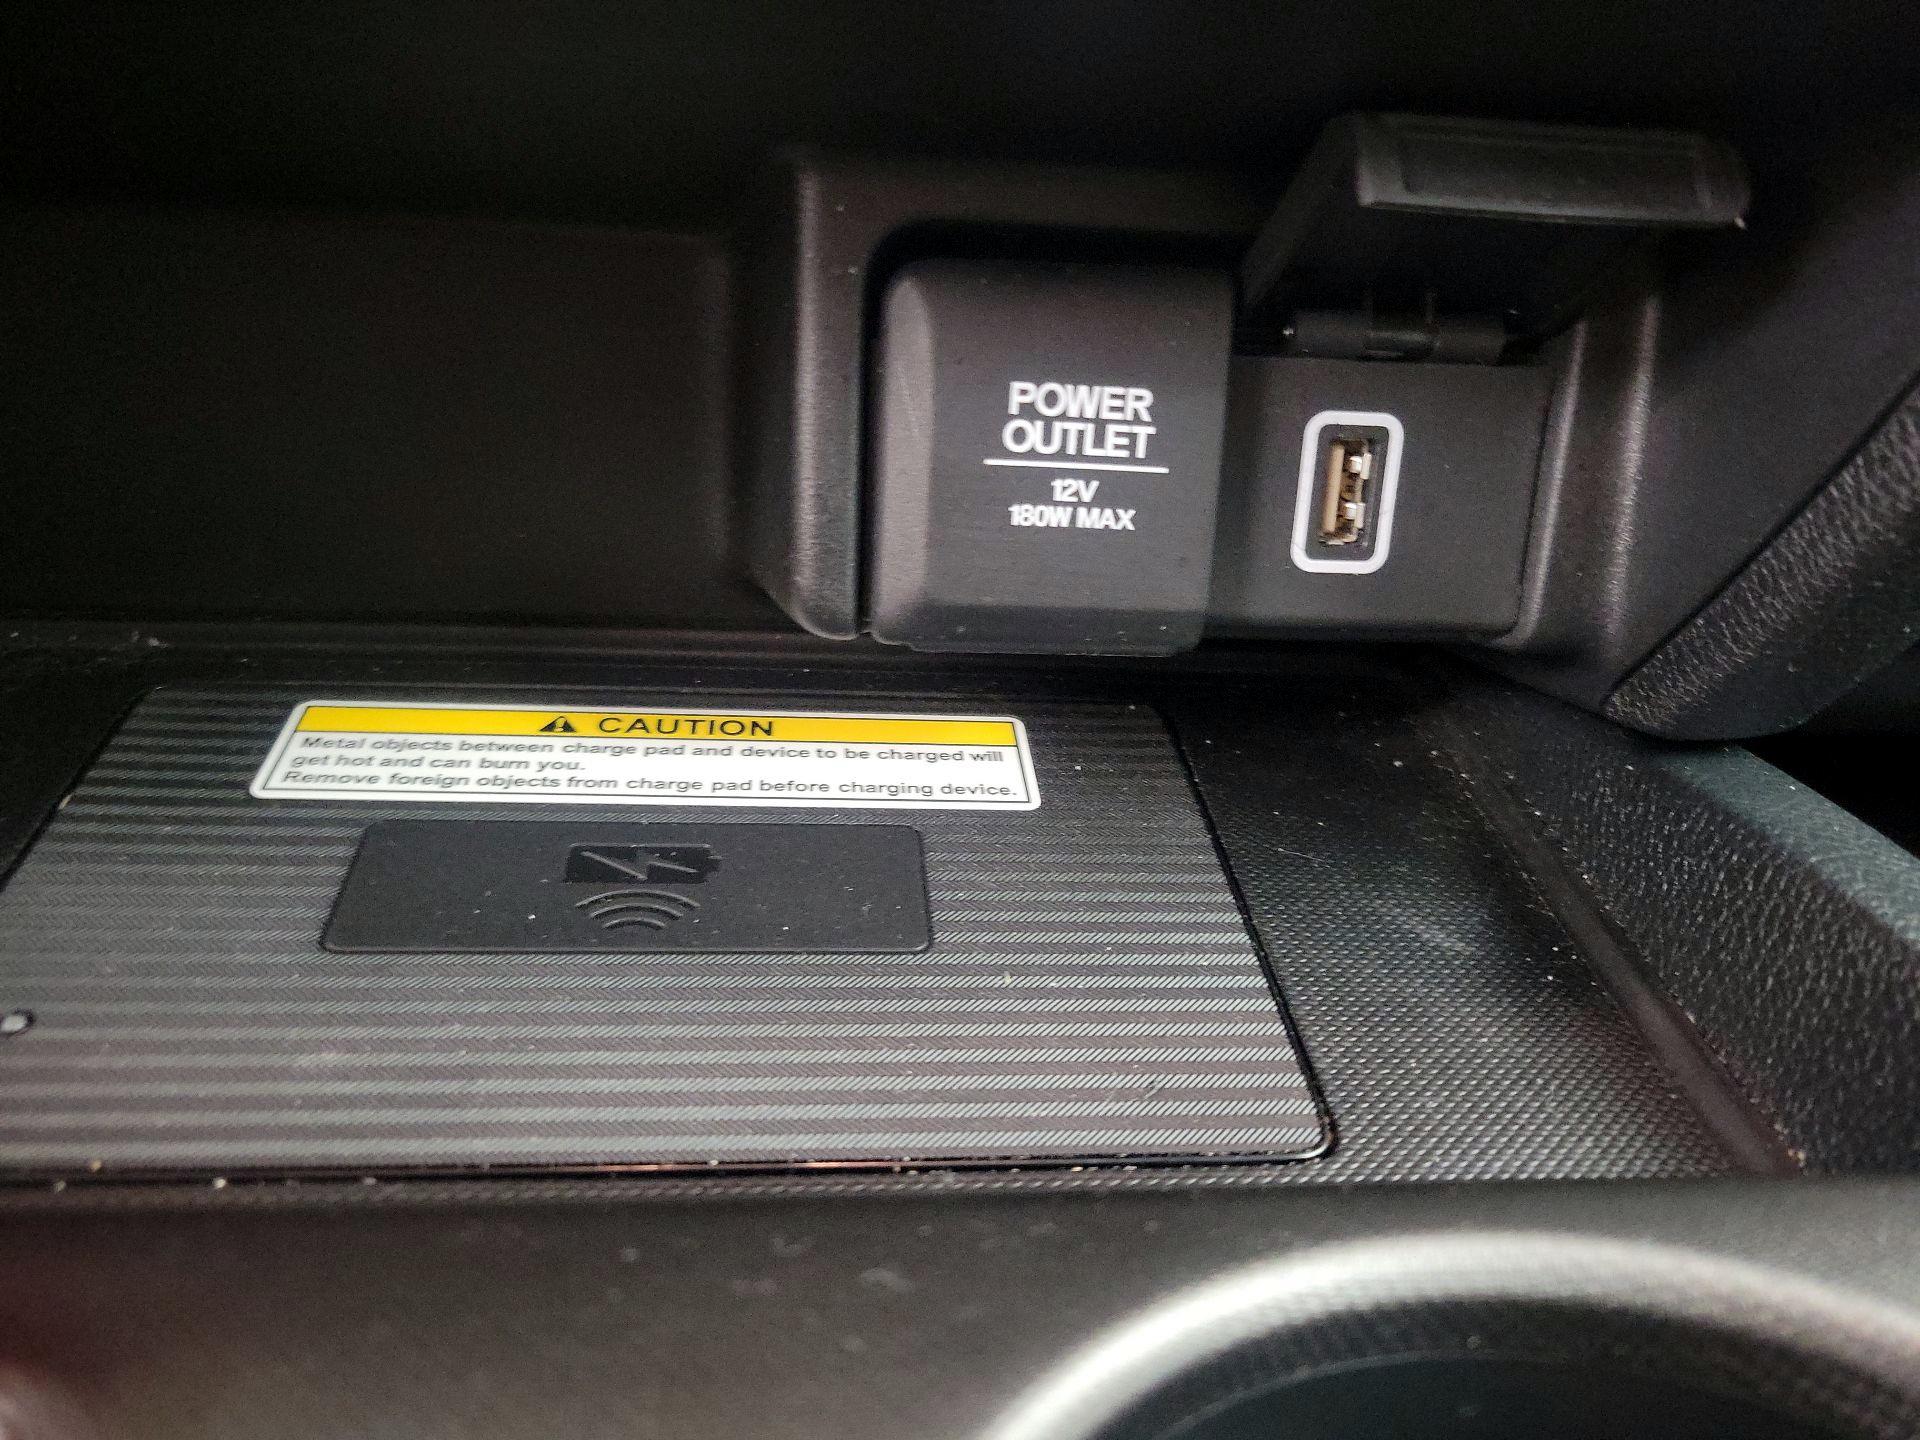 POWER
OUTLET
12V
180W MAX
CAUTION
Metal objects between charge pad and device to be charged will
get hot and can burn you.
Remove foreign objects from charge pad before charging device.